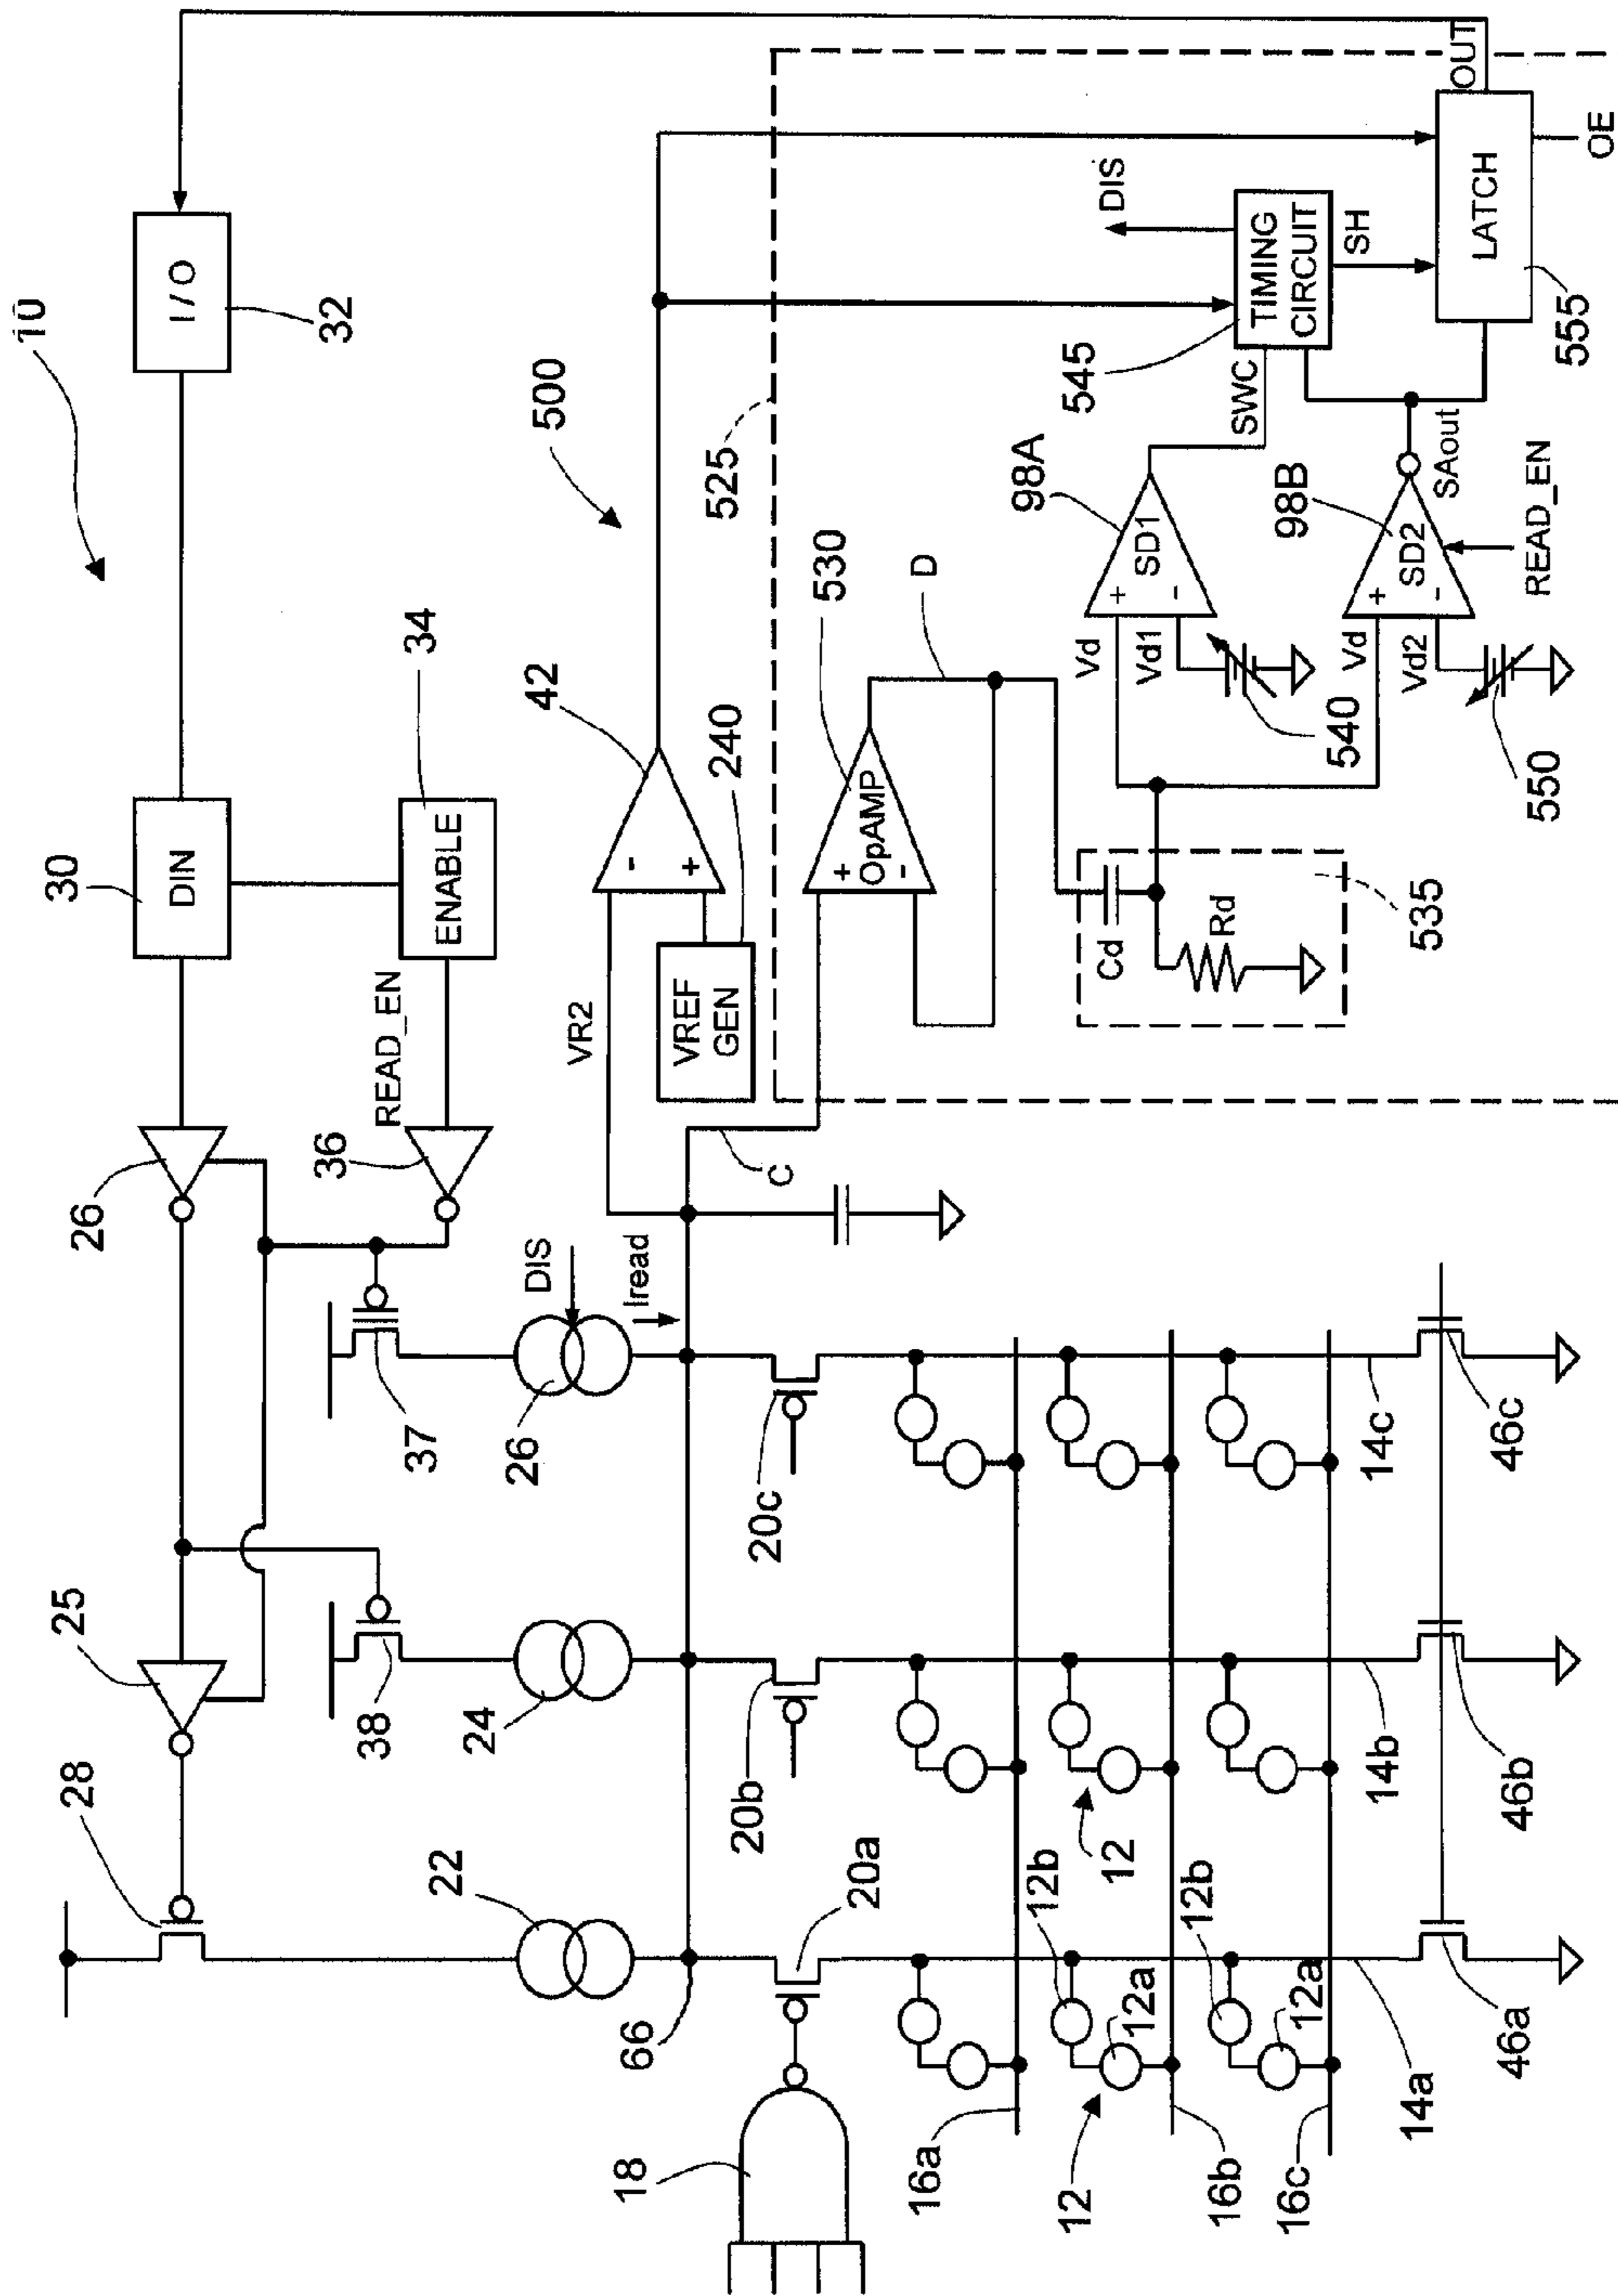 10
28
25
26
30
DIN
I/O
32
34
ENABLE
READ_EN
36
37
38
22
24
26
DIS
Iread
500
42
VR2
VREF
GEN
240
66
C
525
18
20a
20b
20c
OpAMP
+
-
530
D
+
-
535
Cd
Rd
16a
16b
16c
12
12a
12b
12
12b
12a
14a
14b
14c
46a
46b
46c
98A
SD1
+
-
Vd
Vd1
540
98B
SD2
+
-
Vd
Vd2
550
READ_EN
SAout
SWC
545
TIMING
CIRCUIT
DIS
SH
LATCH
555
OUT
OE